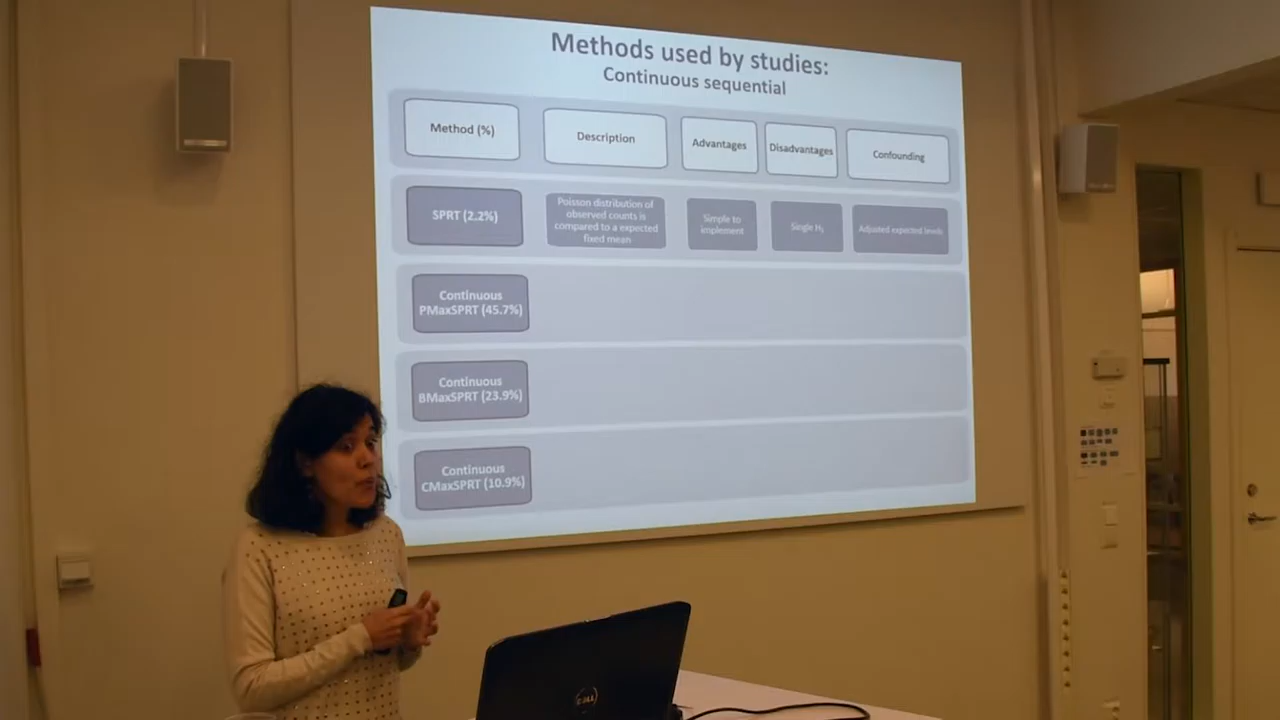 Methods used by studies:
Continuous sequential
Method (%)
Description
Advantages
Disadvantages
Confounding
SPRT (2.2%)
Poisson distribution of
observed counts is
compared to a expected
fixed mean
Simple to
implement
Single H₁
Adjusted expected levels
Continuous
PMaxSPRT (45.7%)
Continuous
BMaxSPRT (23.9%)
Continuous
CMaxSPRT (10.9%)
DELL